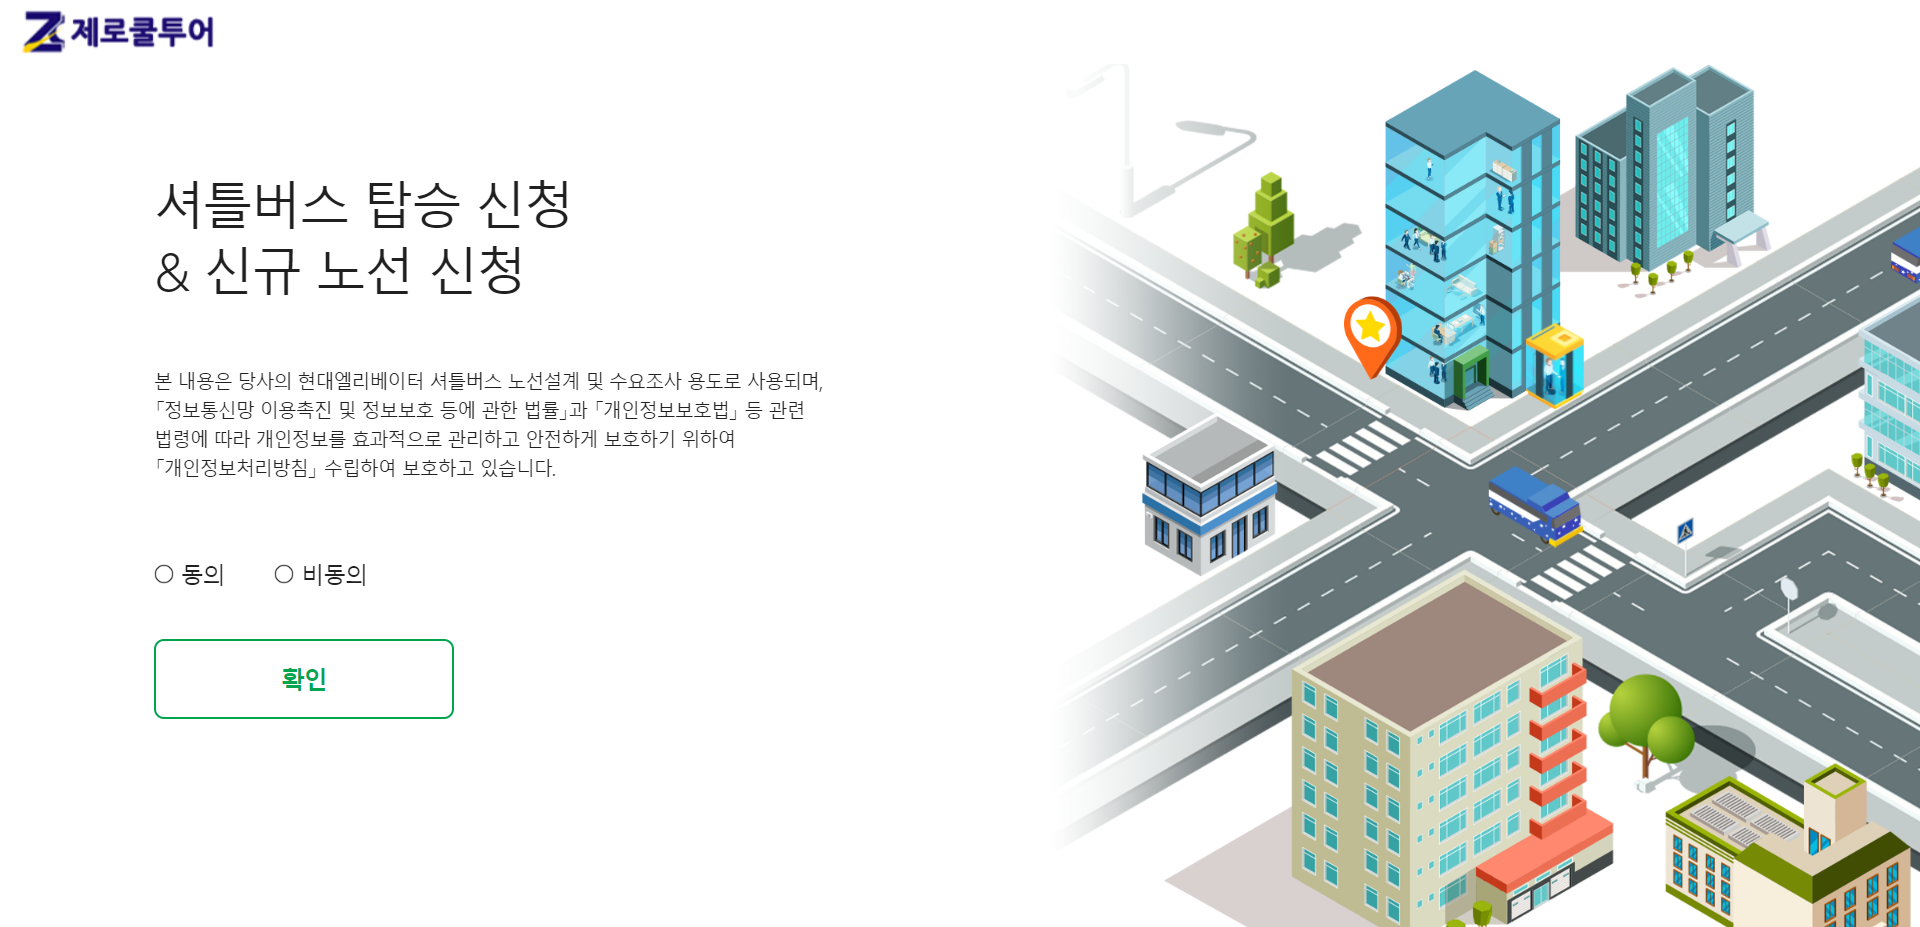 제로쿨투어
셔틀버스 탑승 신청
& 신규 노선 신청
본 내용은 당사의 현대엘리베이터 셔틀버스 노선설계 및 수요조사 용도로 사용되며,
「정보통신망 이용촉진 및 정보보호 등에 관한 법률」과 「개인정보보호법」 등 관련
법령에 따라 개인정보를 효과적으로 관리하고 안전하게 보호하기 위하여
「개인정보처리방침」 수립하여 보호하고 있습니다.
동의 비동의
확인